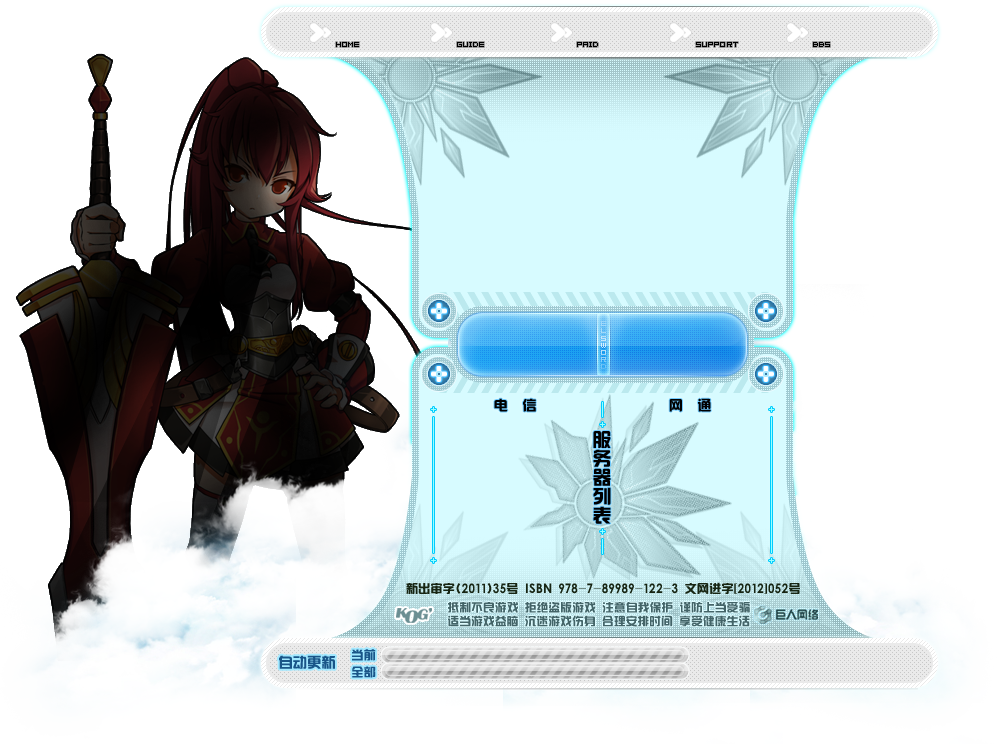 HOME GUIDE PAID SUPPORT BBS
电 信 网 通
服务器列表
新出审字(2011)35号 ISBN 978-7-89989-122-3 文网进字[2012]052号
KOG' 抵制不良游戏 拒绝盗版游戏 注意自我保护 谨防上当受骗 巨人网络
适当游戏益脑 沉迷游戏伤身 合理安排时间 享受健康生活
自动更新 当前
全部